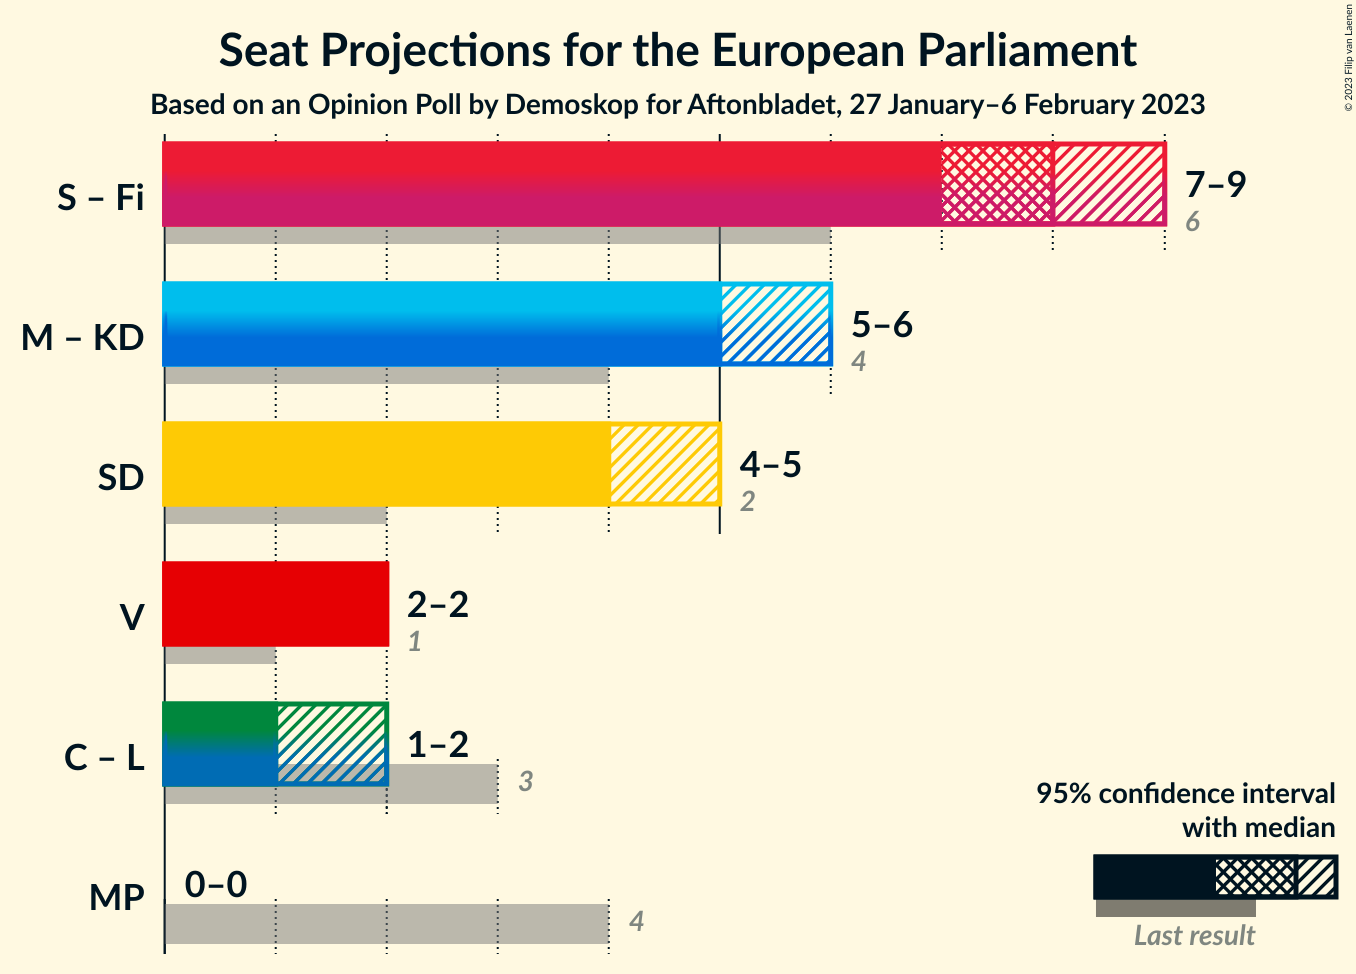 Seat Projections for the European Parliament
Based on an Opinion Poll by Demoskop for Aftonbladet, 27 January–6 February 2023
© 2023 Filip van Laenen
S – Fi
7–9
6
M – KD
5–6
4
SD
4–5
2
V
2–2
1
C – L
1–2
3
MP
0–0
4
95% confidence interval
with median
Last result